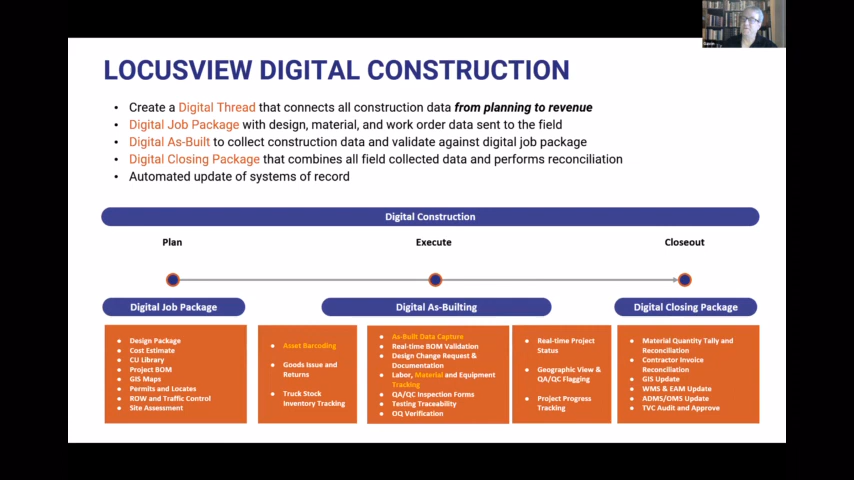 LOCUSVIEW DIGITAL CONSTRUCTION
• Create a Digital Thread that connects all construction data from planning to revenue
• Digital Job Package with design, material, and work order data sent to the field
• Digital As-Built to collect construction data and validate against digital job package
• Digital Closing Package that combines all field collected data and performs reconciliation
• Automated update of systems of record
Digital Construction
Plan
Execute
Closeout
Digital Job Package
Digital As-Builting
Digital Closing Package
• Design Package
• Cost Estimate
• CU Library
• Project BOM
• GIS Maps
• Permits and Locates
• ROW and Traffic Control
• Site Assessment
• Asset Barcoding
• Goods Issue and
Returns
• Truck Stock
Inventory Tracking
• As-Built Data Capture
• Real-time BOM Validation
• Design Change Request &
Documentation
• Labor, Material and Equipment
Tracking
• QA/QC Inspection Forms
• Testing Traceability
• OQ Verification
• Real-time Project
Status
• Geographic View &
QA/QC Flagging
• Project Progress
Tracking
• Material Quantity Tally and
Reconciliation
• Contractor Invoice
Reconciliation
• GIS Update
• WMS & EAM Update
• ADMS/OMS Update
• TVC Audit and Approve